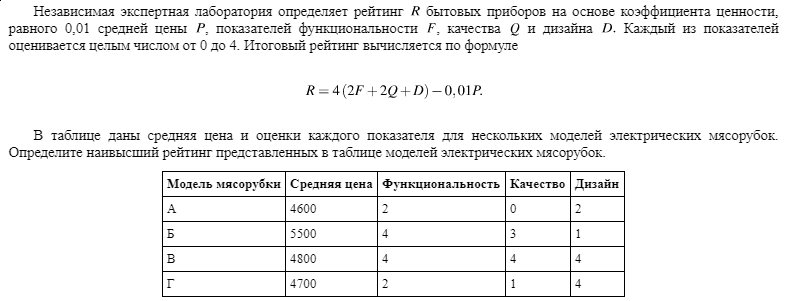 Независимая экспертная лаборатория определяет рейтинг R бытовых приборов на основе коэффициента ценности,
равного 0,01 средней цены P, показателей функциональности F, качества Q и дизайна D. Каждый из показателей
оценивается целым числом от 0 до 4. Итоговый рейтинг вычисляется по формуле
R = 4 (2F + 2Q + D) − 0,01P.
В таблице даны средняя цена и оценки каждого показателя для нескольких моделей электрических мясорубок.
Определите наивысший рейтинг представленных в таблице моделей электрических мясорубок.
Модель мясорубки Средняя цена Функциональность Качество Дизайн
А 4600 2 0 2
Б 5500 4 3 1
В 4800 4 4 4
Г 4700 2 1 4